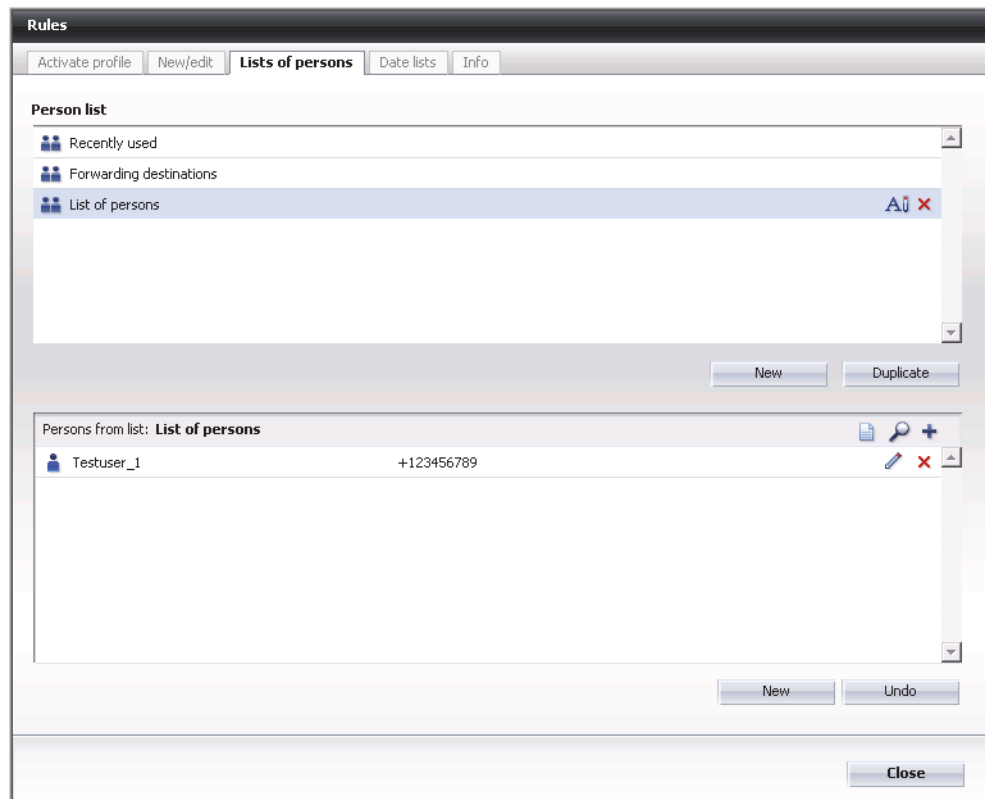 Rules
Activate profile New/edit Lists of persons Date lists Info
Person list
Recently used
Forwarding destinations
List of persons
New Duplicate
Persons from list: List of persons
Testuser_1 +123456789
New Undo
Close